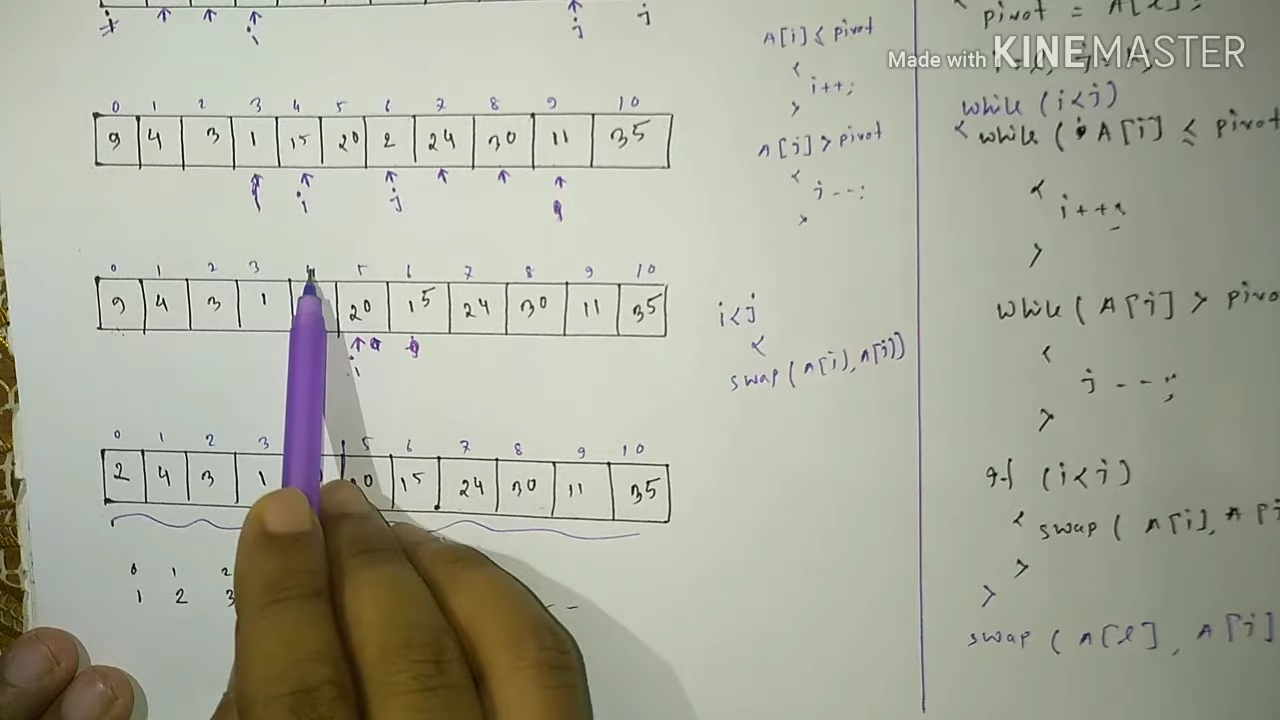 i j j
i
0 1 2 3 4 5 6 7 8 9 10
9 4 3 1 15 20 2 24 30 11 35
i j
0 1 2 3 5 6 7 8 9 10
9 4 3 1 20 15 24 30 11 35
i
0 1 2 3 5 6 7 8 9 10
2 4 3 1 15 24 30 11 35
0 1 2
1 2 3 - -
A[i] ≤ pivot
<
i++;
>
A[j] > pivot
<
j--;
>
i<j
<
swap(A[i], A[j])
pivot = A[l];
Made with KINEMASTER
while (i<j)
< while ( A[i] ≤ pivot
<
i++;
>
while ( A[j] > pivo
<
j--;
>
if (i<j)
< swap ( A[i], A[j
>
>
swap ( A[l], A[j]